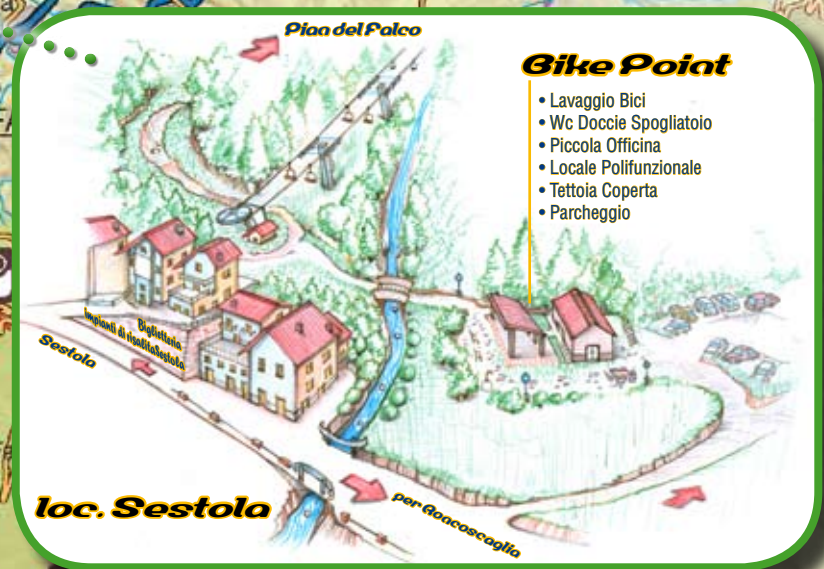 Pian del Falco
Bike Point
• Lavaggio Bici
• Wc Doccie Spogliatoio
• Piccola Officina
• Locale Polifunzionale
• Tettoia Coperta
• Parcheggio
Biglietteria
Impianti di risalita Sestola
Sestola
loc. Sestola
per Roncoscaglia